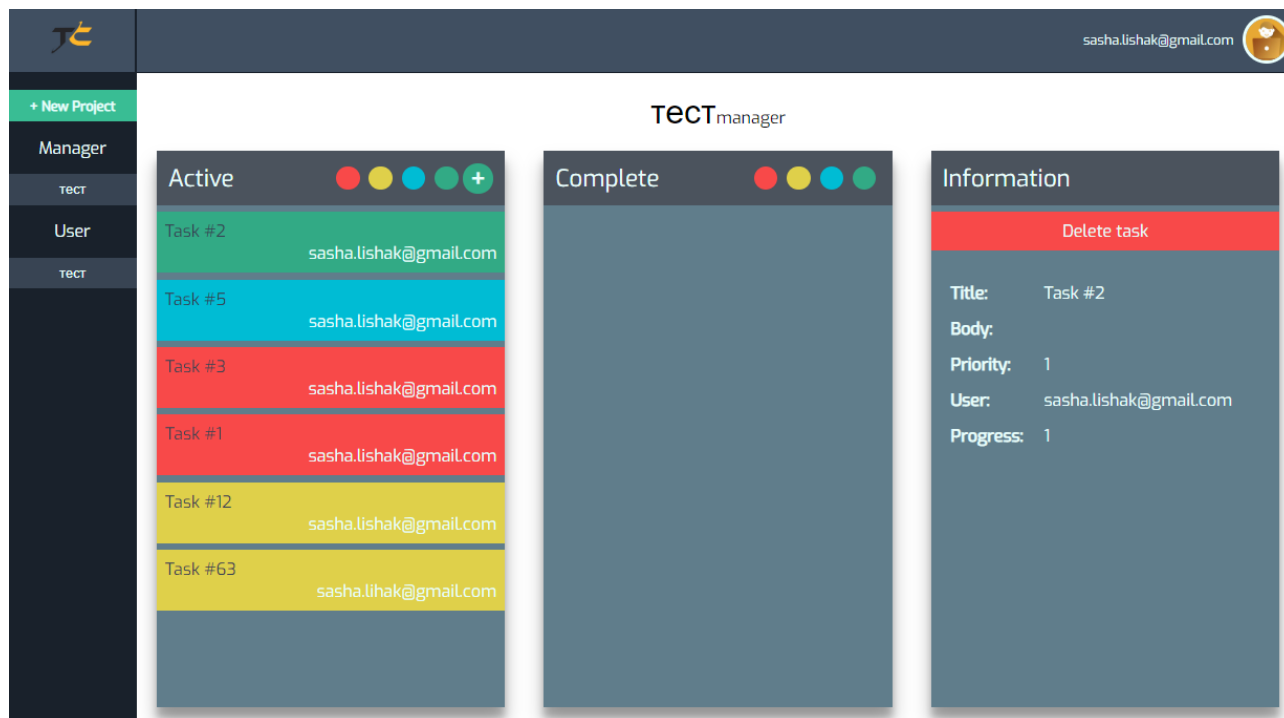 sasha.lishak@gmail.com
+ New Project
Manager
тест
User
тест
тестmanager
Active
+
Task #2
sasha.lishak@gmail.com
Task #5
sasha.lishak@gmail.com
Task #3
sasha.lishak@gmail.com
Task #1
sasha.lishak@gmail.com
Task #12
sasha.lishak@gmail.com
Task #63
sasha.lihak@gmail.com
Complete
Information
Delete task
Title: Task #2
Body:
Priority: 1
User: sasha.lishak@gmail.com
Progress: 1